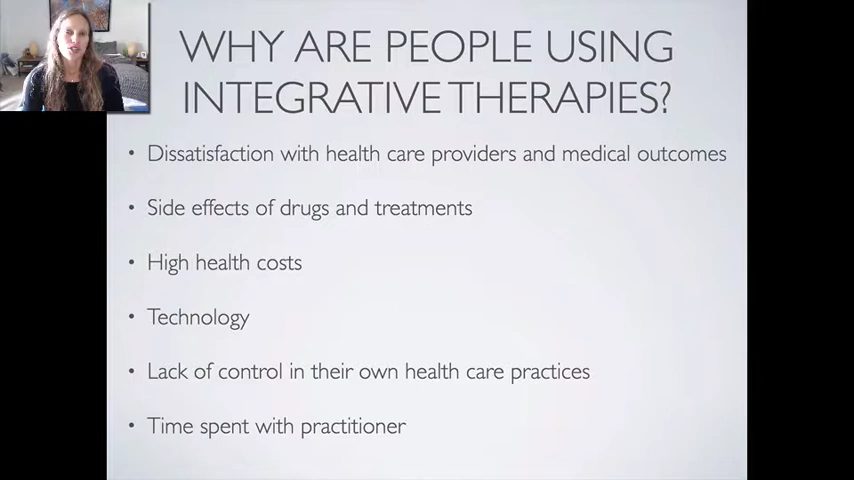 WHY ARE PEOPLE USING
INTEGRATIVE THERAPIES?
• Dissatisfaction with health care providers and medical outcomes
• Side effects of drugs and treatments
• High health costs
• Technology
• Lack of control in their own health care practices
• Time spent with practitioner